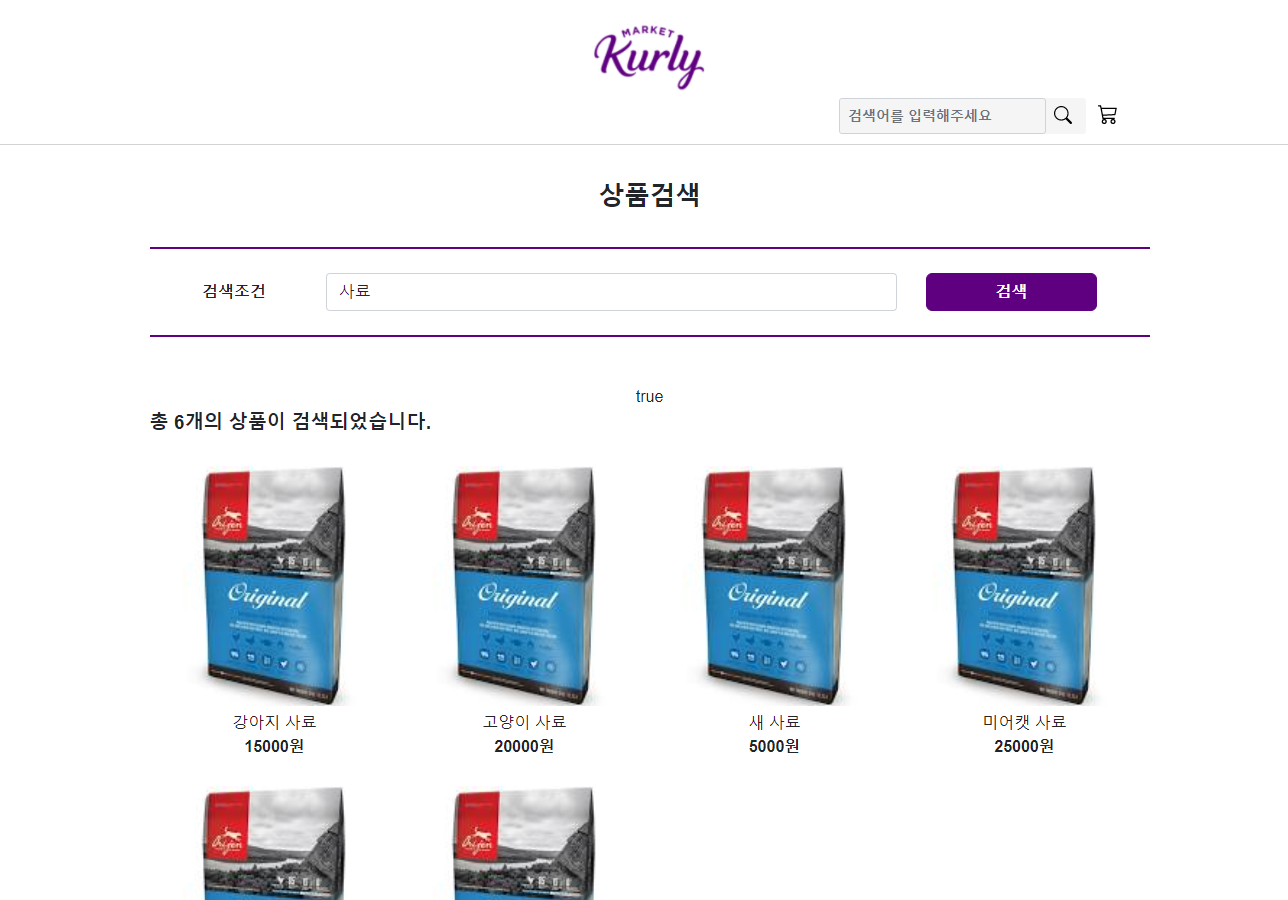 MARKET
Kurly
검색어를 입력해주세요
상품검색
검색조건 사료 검색
true
총 6개의 상품이 검색되었습니다.
Orijen Orijen Orijen Orijen
Original Original Original Original
강아지 사료 고양이 사료 새 사료 미어캣 사료
15000원 20000원 5000원 25000원
Orijen Orijen